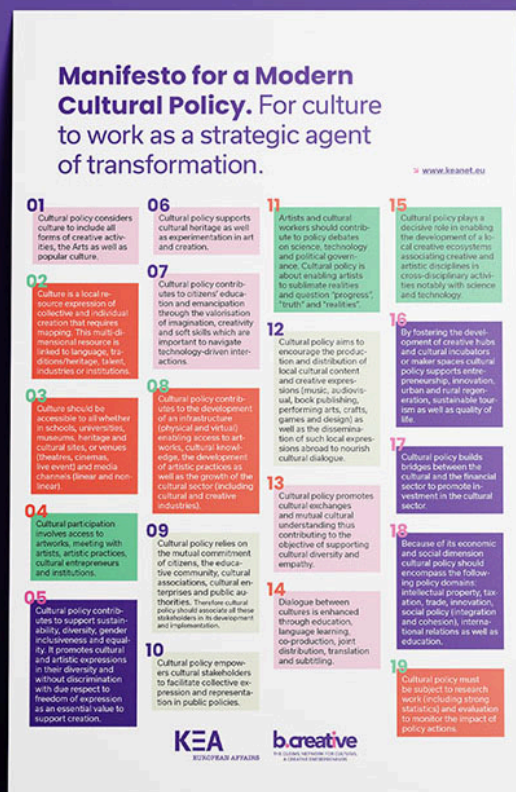 Manifesto for a Modern
Cultural Policy. For culture
to work as a strategic agent
of transformation.
www.keanet.eu
01
Cultural policy considers
culture to include all
forms of creative activ-
ities, the Arts as well as
popular culture.
02
Culture is a local re-
source expression of
collective and individual
creation that requires
mapping. This multi-di-
mensional resource is
linked to language, tra-
ditions/heritage, talent,
industries or institutions.
03
Culture should be
accessible to all whether
in schools, universities,
museums, heritage and
cultural sites, or venues
(theatres, cinemas,
live event) and media
channels (linear and non-
linear).
04
Cultural participation
involves access to
artworks, meeting with
artists, artistic practices,
cultural entrepreneurs
and institutions.
05
Cultural policy contrib-
utes to support sustain-
ability, diversity, gender
inclusiveness and equal-
ity. It promotes cultural
and artistic expressions
in their diversity and
without discrimination
with due respect to
freedom of expression
as an essential value to
support creation.
06
Cultural policy supports
cultural heritage as well
as experimentation in art
and creation.
07
Cultural policy contrib-
utes to citizens' educa-
tion and emancipation
through the valorisation
of imagination, creativity
and soft skills which are
important to navigate
technology-driven inter-
actions.
08
Cultural policy contrib-
utes to the development
of an infrastructure
(physical and virtual)
enabling access to art-
works, cultural knowl-
edge, the development
of artistic practices as
well as the growth of the
cultural sector (including
cultural and creative
industries).
09
Cultural policy relies on
the mutual commitment
of citizens, the educa-
tive community, cultural
associations, cultural en-
terprises and public au-
thorities. Therefore cultural
policy should associate all these
stakeholders in its development
and implementation.
10
Cultural policy empow-
ers cultural stakeholders
to facilitate collective ex-
pression and representa-
tion in public policies.
11
Artists and cultural
workers should contrib-
ute to policy debates
on science, technology
and political gover-
nance. Cultural policy is
about enabling artists
to sublimate realities
and question "progress",
"truth" and "realities".
12
Cultural policy aims to
encourage the produc-
tion and distribution of
local cultural content
and creative expres-
sions (music, audiovis-
ual, book publishing,
performing arts, crafts,
games and design) as
well as the dissemina-
tion of such local expres-
sions abroad to nourish
cultural dialogue.
13
Cultural policy promotes
cultural exchanges
and mutual cultural
understanding thus
contributing to the
objective of supporting
cultural diversity and
empathy.
14
Dialogue between
cultures is enhanced
through education,
language learning,
co-production, joint
distribution, translation
and subtitling.
15
Cultural policy plays a
decisive role in enabling
the development of a lo-
cal creative ecosystems
associating creative and
artistic disciplines in
cross-disciplinary activi-
ties notably with science
and technology.
16
By fostering the devel-
opment of creative hubs
and cultural incubators
or maker spaces cultural
policy supports entre-
preneurship, innovation,
urban and rural regen-
eration, sustainable tour-
ism as well as quality of
life.
17
Cultural policy builds
bridges between the
cultural and the financial
sector to promote in-
vestment in the cultural
sector.
18
Because of its economic
and social dimension
cultural policy should
encompass the follow-
ing policy domains:
intellectual property, tax-
ation, trade, innovation,
social policy (integration
and cohesion), interna-
tional relations as well as
education.
19
Cultural policy must
be subject to research
work (including strong
statistics) and evaluation
to monitor the impact of
policy actions.
KEA
EUROPEAN AFFAIRS
b.creative
THE GLOBAL NETWORK FOR CULTURAL
& CREATIVE ENTREPRENEURS